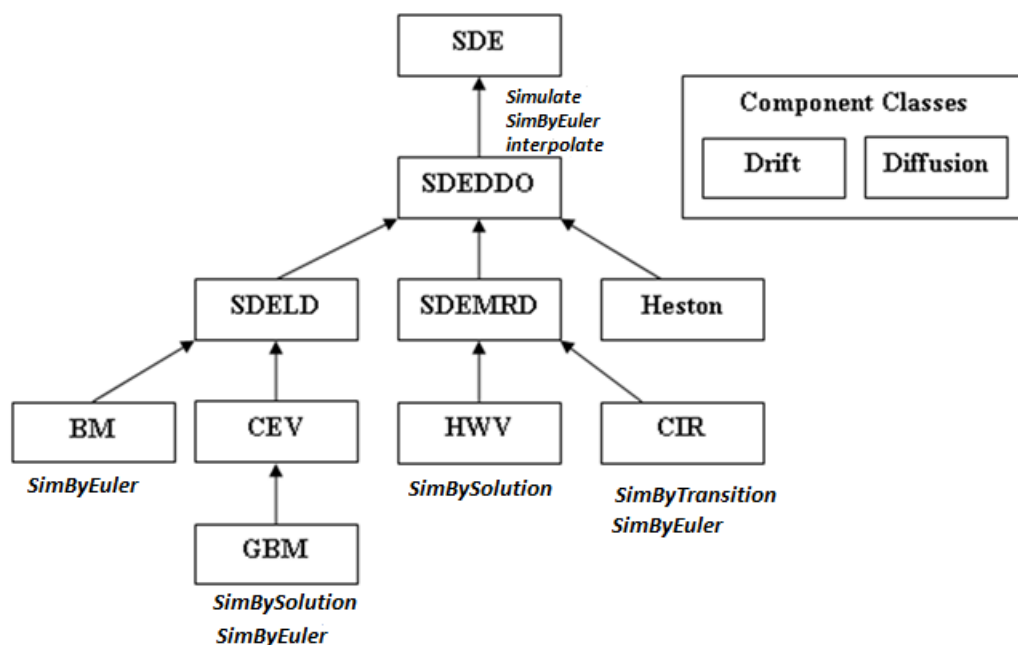 SDE
Simulate
SimByEuler
interpolate
Component Classes
Drift Diffusion
SDEDDO
SDELD SDEMRD Heston
BM CEV HWV CIR
SimByEuler
SimBySolution
SimByTransition
SimByEuler
GBM
SimBySolution
SimByEuler